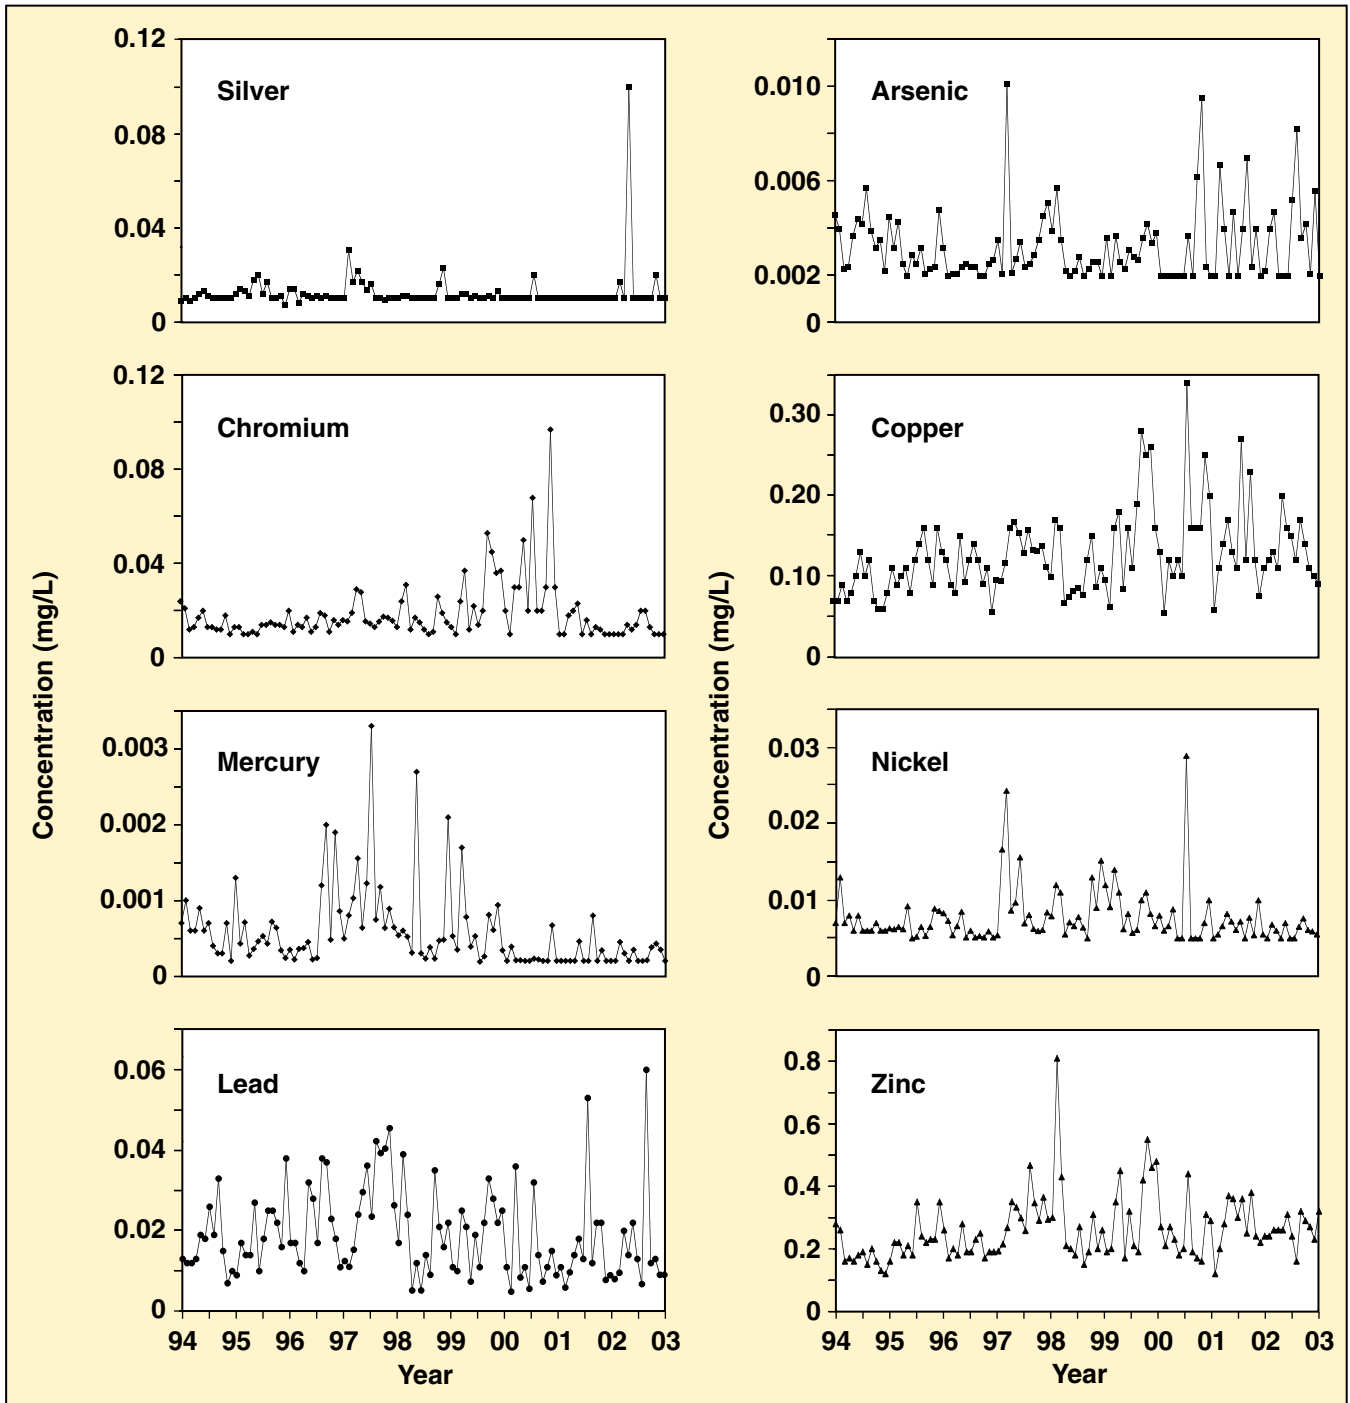 Concentration (mg/L)
0.12
0.08
0.04
0
Silver
0.12
0.08
0.04
0
Chromium
0.003
0.002
0.001
0
Mercury
0.06
0.04
0.02
0
Lead
94 95 96 97 98 99 00 01 02 03
Year
Concentration (mg/L)
0.010
0.006
0.002
0
Arsenic
0.30
0.20
0.10
0
Copper
0.03
0.02
0.01
0
Nickel
0.8
0.6
0.4
0.2
0
Zinc
94 95 96 97 98 99 00 01 02 03
Year